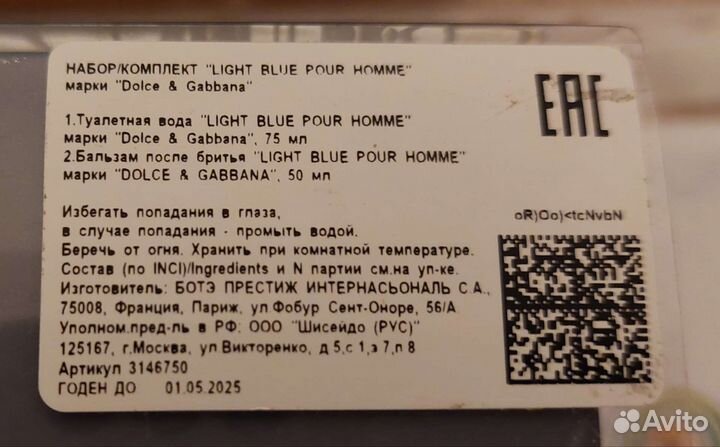 НАБОР/КОМПЛЕКТ "LIGHT BLUE POUR HOMME"
марки "Dolce & Gabbana"
1.Туалетная вода "LIGHT BLUE POUR HOMME"
марки "Dolce & Gabbana", 75 мл
2.Бальзам после бритья "LIGHT BLUE POUR HOMME"
марки "DOLCE & GABBANA", 50 мл
EAC
Избегать попадания в глаза,
в случае попадания - промыть водой.
Беречь от огня. Хранить при комнатной температуре.
Состав (по INCI)/Ingredients и N партии см.на уп-ке.
Изготовитель: БОТЭ ПРЕСТИЖ ИНТЕРНАСЬОНАЛЬ С.А.,
75008, Франция, Париж, ул.Фобур Сент-Оноре, 56/А
Уполном.пред-ль в РФ: ООО "Шисейдо (РУС)"
125167, г.Москва, ул.Викторенко, д.5,с.1,э.7,п.8
Артикул 3146750
ГОДЕН ДО 01.05.2025
oR)Oo)<tcNvbN
Avito